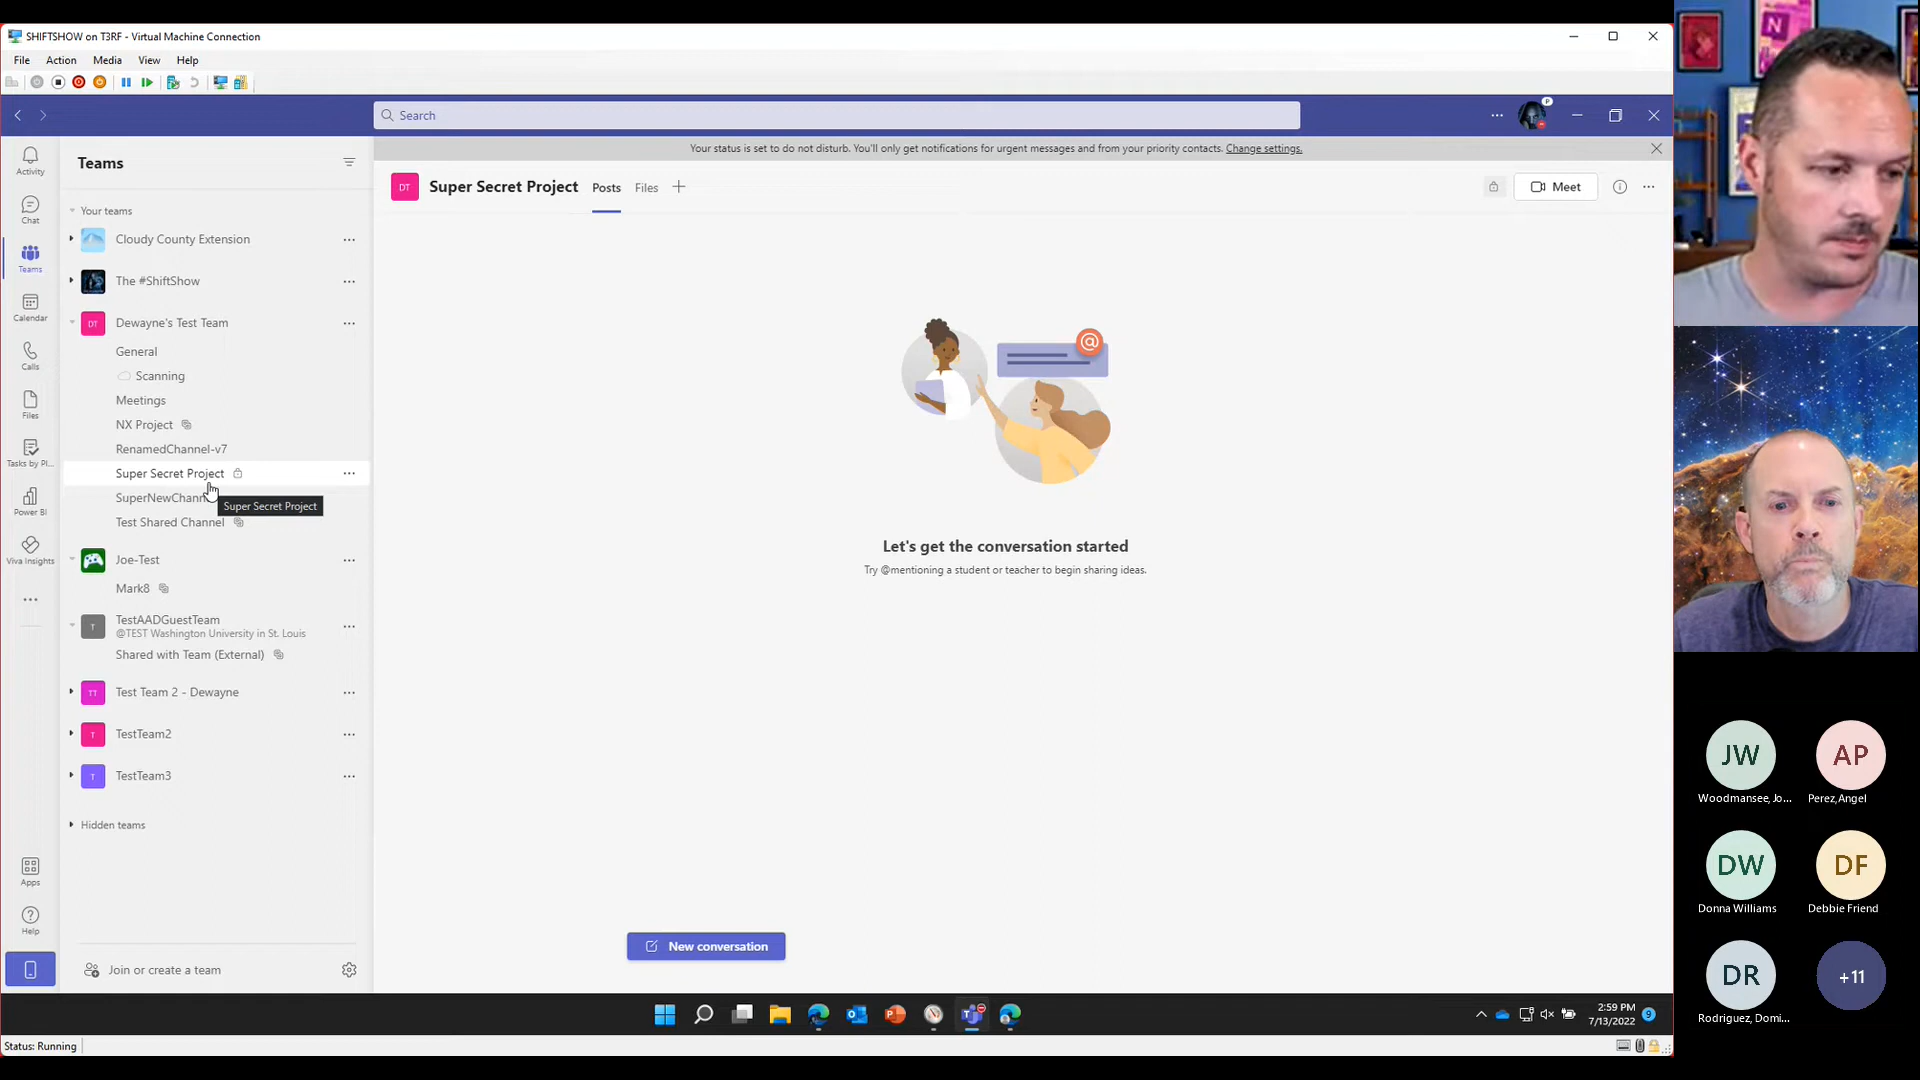 SHIFTSHOW on T3RF - Virtual Machine Connection
File Action Media View Help
Search
P
Your status is set to do not disturb. You'll only get notifications for urgent messages and from your priority contacts. Change settings.
Activity
Chat
Teams
Calendar
Calls
Files
Tasks by Pl...
Power BI
Viva Insights
Apps
Help
Teams
Your teams
Cloudy County Extension
The #ShiftShow
DT Dewayne's Test Team
General
Scanning
Meetings
NX Project
RenamedChannel-v7
Super Secret Project
SuperNewChann
Super Secret Project
Test Shared Channel
Joe-Test
Mark8
T TestAADGuestTeam
@TEST Washington University in St. Louis
Shared with Team (External)
TT Test Team 2 - Dewayne
T TestTeam2
T TestTeam3
Hidden teams
Join or create a team
DT Super Secret Project Posts Files
Meet
@
Let's get the conversation started
Try @mentioning a student or teacher to begin sharing ideas.
New conversation
2:59 PM
7/13/2022
9
Status: Running
N
JW
Woodmansee, Jo...
AP
Perez,Angel
DW
Donna Williams
DF
Debbie Friend
DR
Rodriguez, Domi...
+11